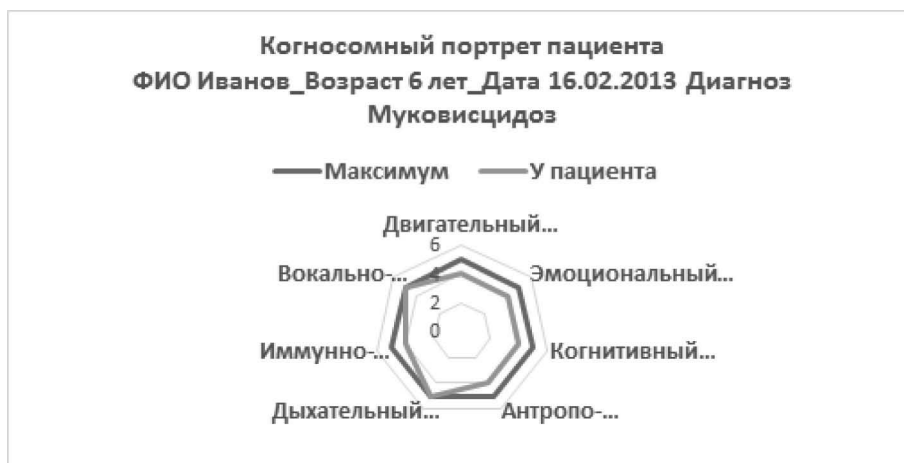 Когносомный портрет пациента
ФИО Иванов_Возраст 6 лет_Дата 16.02.2013 Диагноз
Муковисцидоз
Максимум У пациента
Двигательный...
6
Вокально-... 4 Эмоциональный...
2
Иммунно-... 0 Когнитивный...
Дыхательный... Антропо-...